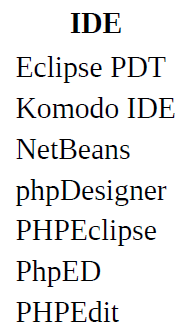 IDE
Eclipse PDT
Komodo IDE
NetBeans
phpDesigner
PHPEclipse
PhpED
PHPEdit